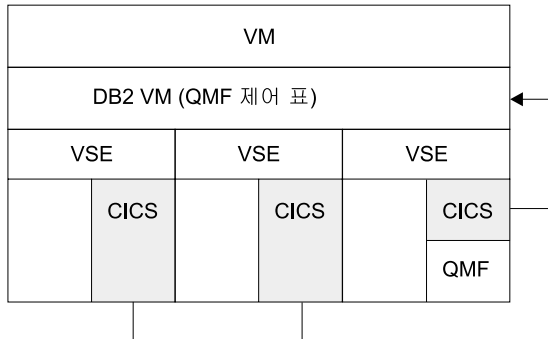 VM
DB2 VM (QMF 제어 표)
VSE VSE VSE
CICS CICS CICS
QMF